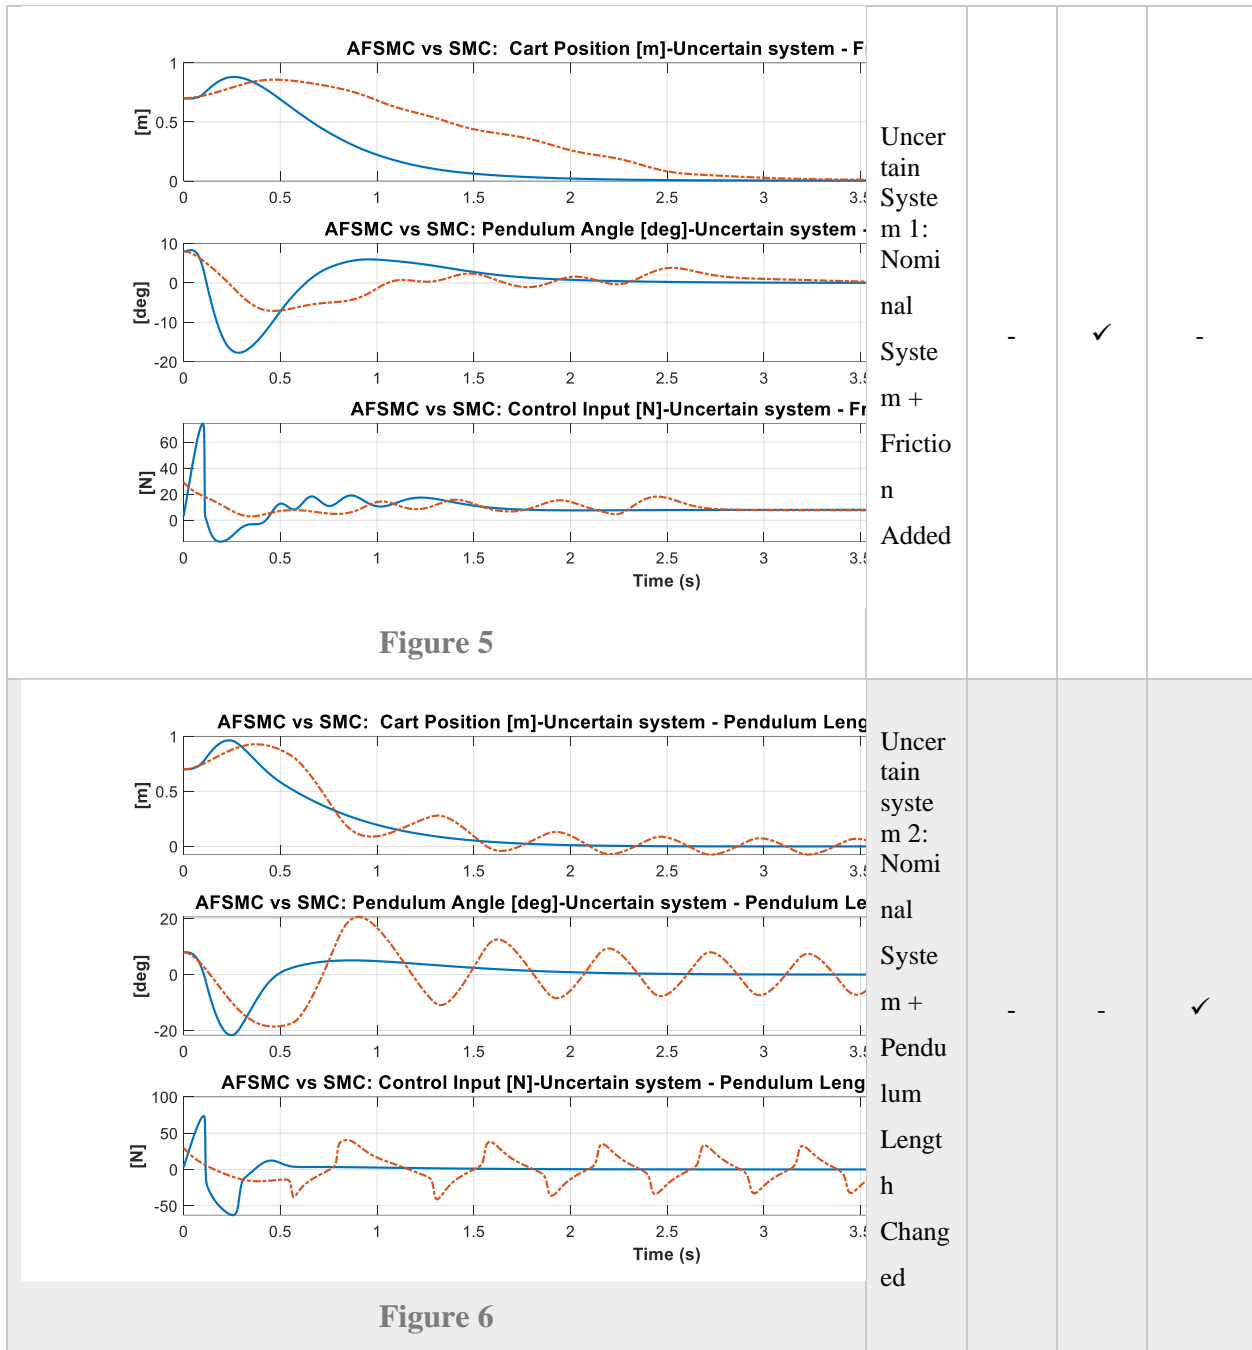 AFSMC vs SMC:  Cart Position [m]-Uncertain system - Fr
1
0.5
0
[m]
0 0.5 1 1.5 2 2.5 3 3.5
AFSMC vs SMC: Pendulum Angle [deg]-Uncertain system -
10
0
-10
-20
[deg]
0 0.5 1 1.5 2 2.5 3 3.5
AFSMC vs SMC: Control Input [N]-Uncertain system - Fr
60
40
20
0
[N]
0 0.5 1 1.5 2 2.5 3 3.5
Time (s)
Figure 5
Uncer
tain
Syste
m 1:
Nomi
nal
Syste
m +
Frictio
n
Added
- ✓ -
AFSMC vs SMC:  Cart Position [m]-Uncertain system - Pendulum Leng
1
0.5
0
[m]
0 0.5 1 1.5 2 2.5 3 3.5
AFSMC vs SMC: Pendulum Angle [deg]-Uncertain system - Pendulum Le
20
0
-20
[deg]
0 0.5 1 1.5 2 2.5 3 3.5
AFSMC vs SMC: Control Input [N]-Uncertain system - Pendulum Leng
100
50
0
-50
[N]
0 0.5 1 1.5 2 2.5 3 3.5
Time (s)
Figure 6
Uncer
tain
syste
m 2:
Nomi
nal
Syste
m +
Pendu
lum
Lengt
h
Chang
ed
- - ✓